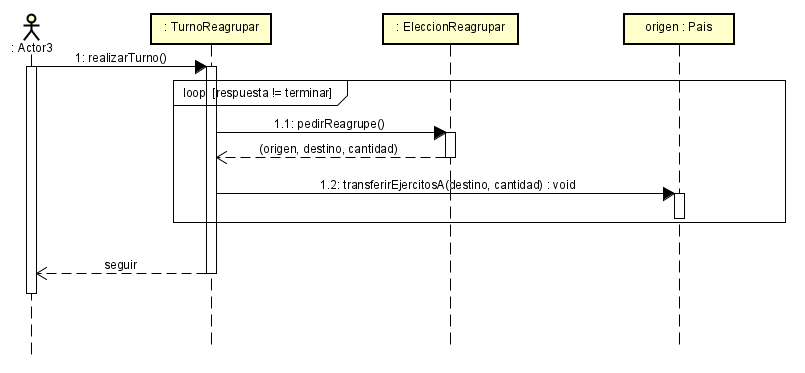 : TurnoReagrupar
: EleccionReagrupar
origen : Pais
: Actor3
1: realizarTurno()
loop [respuesta != terminar]
1.1: pedirReagrupe()
(origen, destino, cantidad)
1.2: transferirEjercitosA(destino, cantidad) : void
seguir